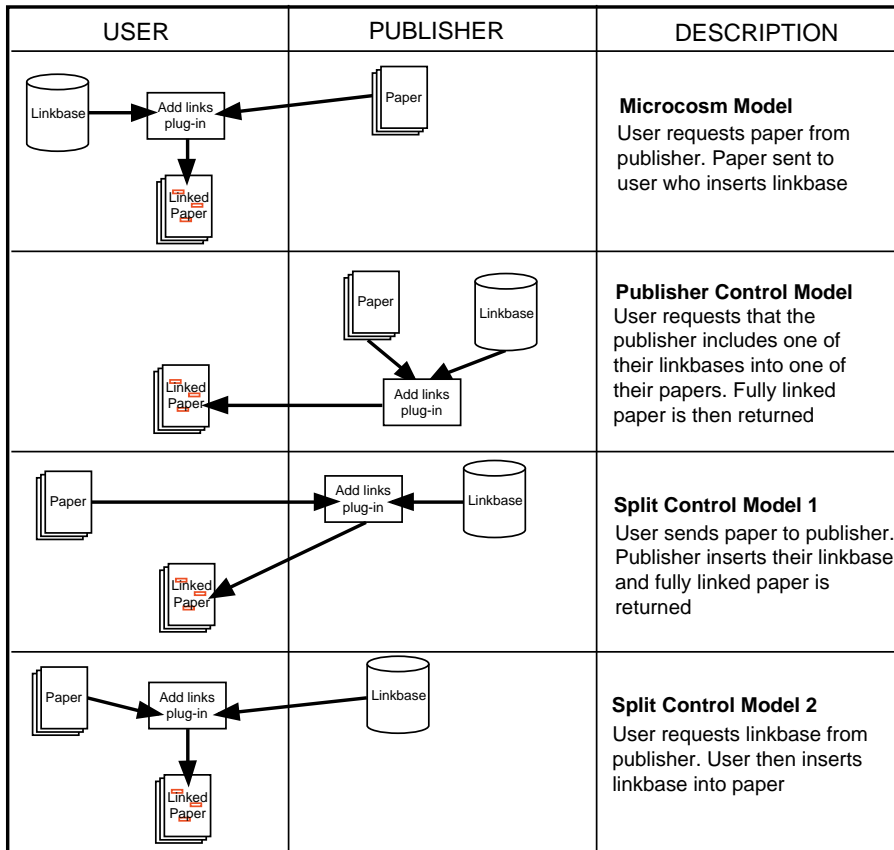 USER
PUBLISHER
DESCRIPTION
Linkbase
Add links
plug-in
Paper
Linked
Paper
Microcosm Model
User requests paper from
publisher. Paper sent to
user who inserts linkbase
Paper
Linkbase
Add links
plug-in
Linked
Paper
Publisher Control Model
User requests that the
publisher includes one of
their linkbases into one of
their papers. Fully linked
paper is then returned
Paper
Add links
plug-in
Linkbase
Linked
Paper
Split Control Model 1
User sends paper to publisher.
Publisher inserts their linkbase
and fully linked paper is
returned
Paper
Add links
plug-in
Linkbase
Linked
Paper
Split Control Model 2
User requests linkbase from
publisher. User then inserts
linkbase into paper